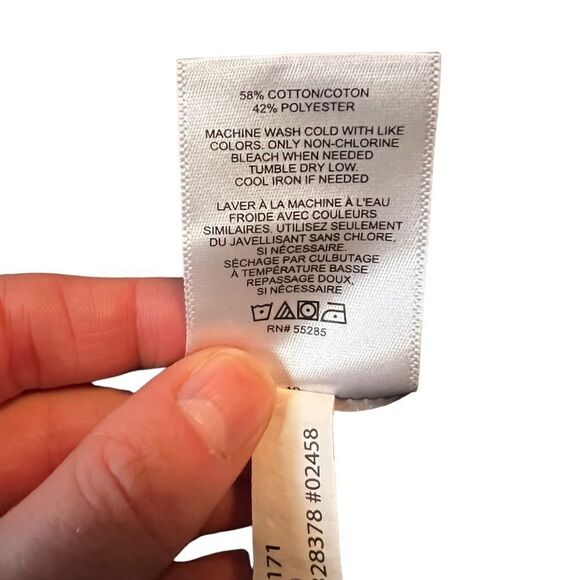 58% COTTON/COTON
42% POLYESTER
MACHINE WASH COLD WITH LIKE
COLORS. ONLY NON-CHLORINE
BLEACH WHEN NEEDED
TUMBLE DRY LOW.
COOL IRON IF NEEDED
LAVER À LA MACHINE À L'EAU
FROIDE AVEC COULEURS
SIMILAIRES. UTILISEZ SEULEMENT
DU JAVELLISANT SANS CHLORE,
SI NÉCESSAIRE.
SÉCHAGE PAR CULBUTAGE
À TEMPÉRATURE BASSE
REPASSAGE DOUX,
SI NÉCESSAIRE
RN# 55285
171
328378 #02458